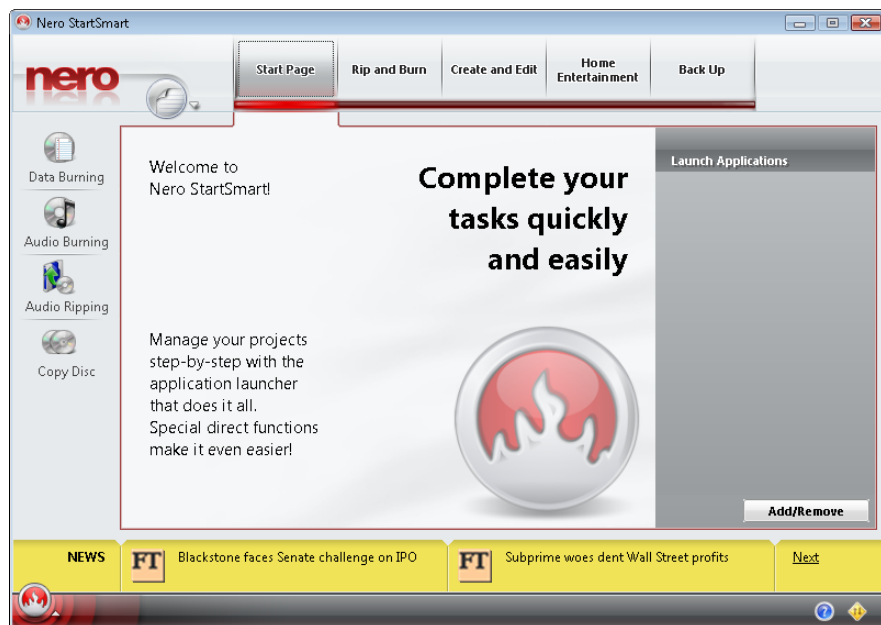 Nero StartSmart
nero
Start Page
Rip and Burn
Create and Edit
Home
Entertainment
Back Up
Data Burning
Audio Burning
Audio Ripping
Copy Disc
Welcome to
Nero StartSmart!
Complete your
tasks quickly
and easily
Manage your projects
step-by-step with the
application launcher
that does it all.
Special direct functions
make it even easier!
Launch Applications
Add/Remove
NEWS
FT
Blackstone faces Senate challenge on IPO
FT
Subprime woes dent Wall Street profits
Next